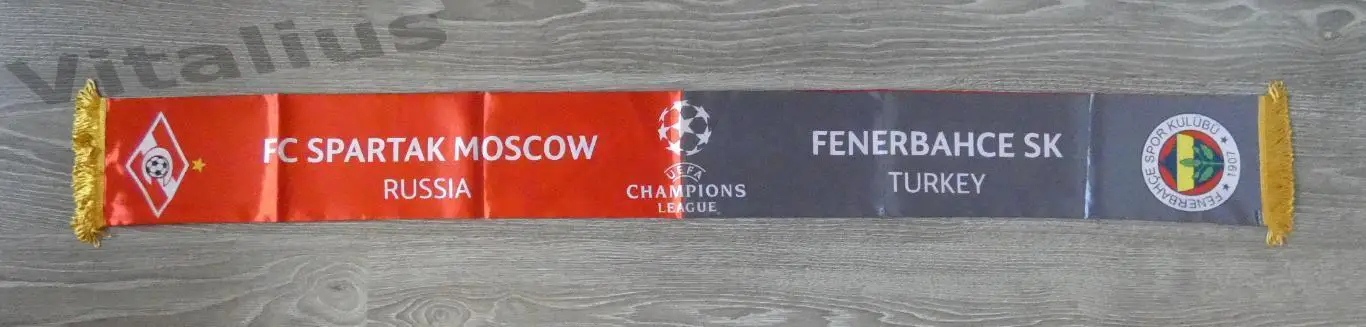 Vitalius
FC SPARTAK MOSCOW
RUSSIA
UEFA
CHAMPIONS
LEAGUE
FENERBAHCE SK
TURKEY
FENERBAHÇE SPOR KULÜBÜ
1907